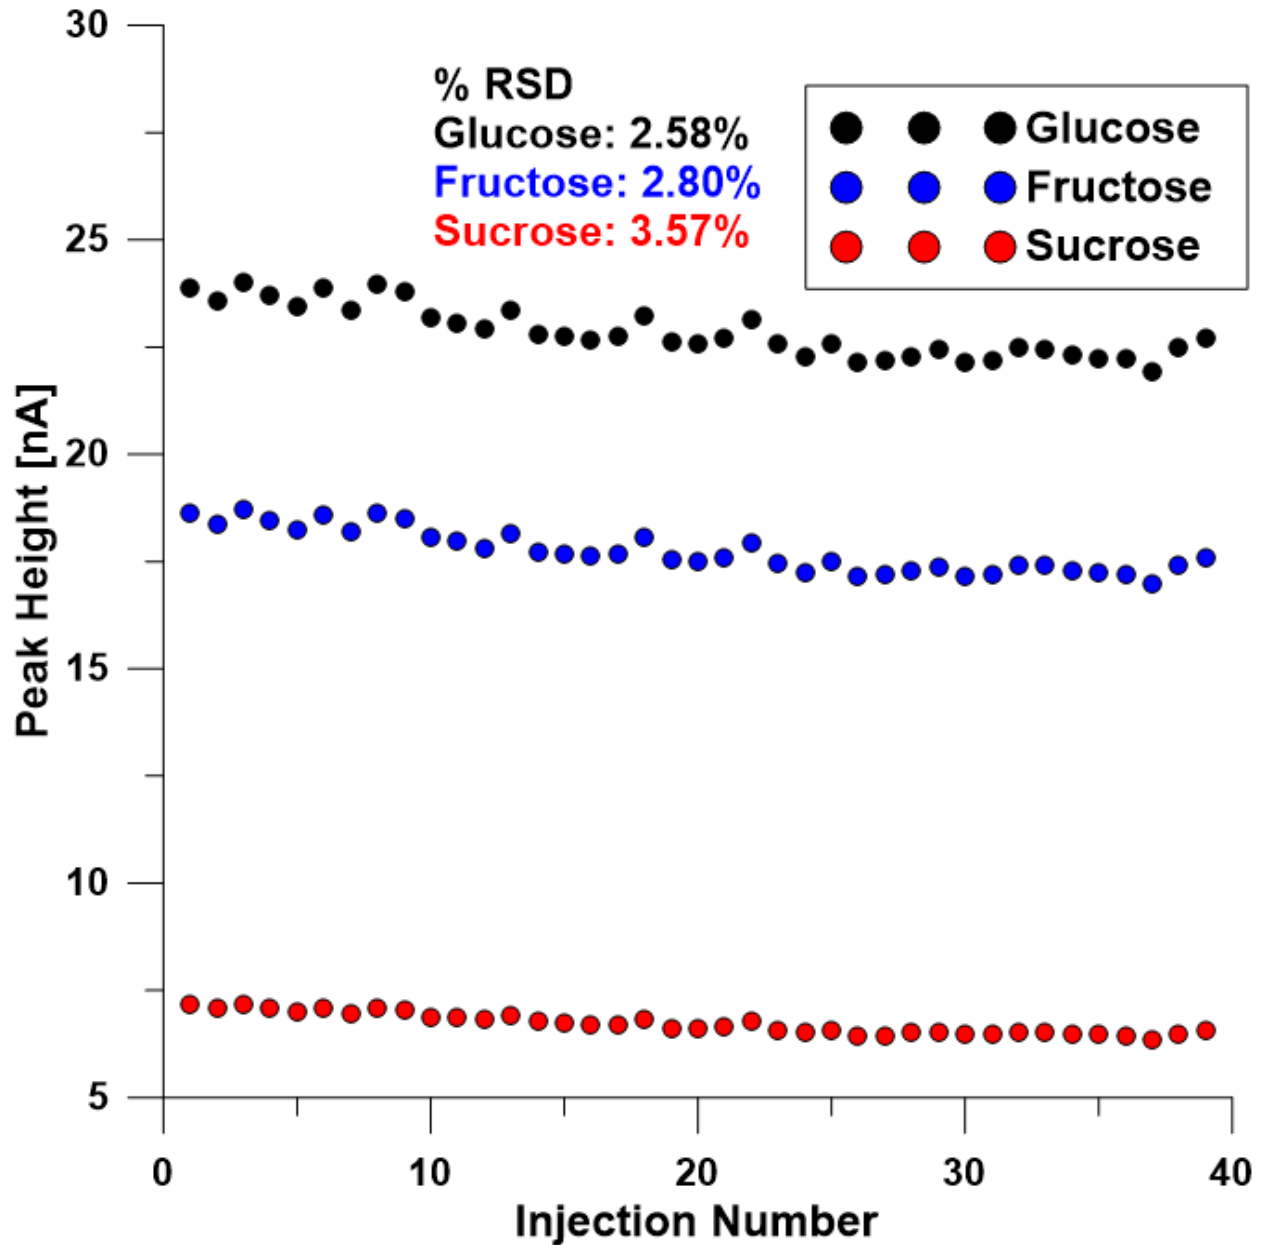 30
% RSD
Glucose: 2.58%
Fructose: 2.80%
Sucrose: 3.57%
Glucose
Fructose
Sucrose
25
20
15
10
5
Peak Height [nA]
0 10 20 30 40
Injection Number